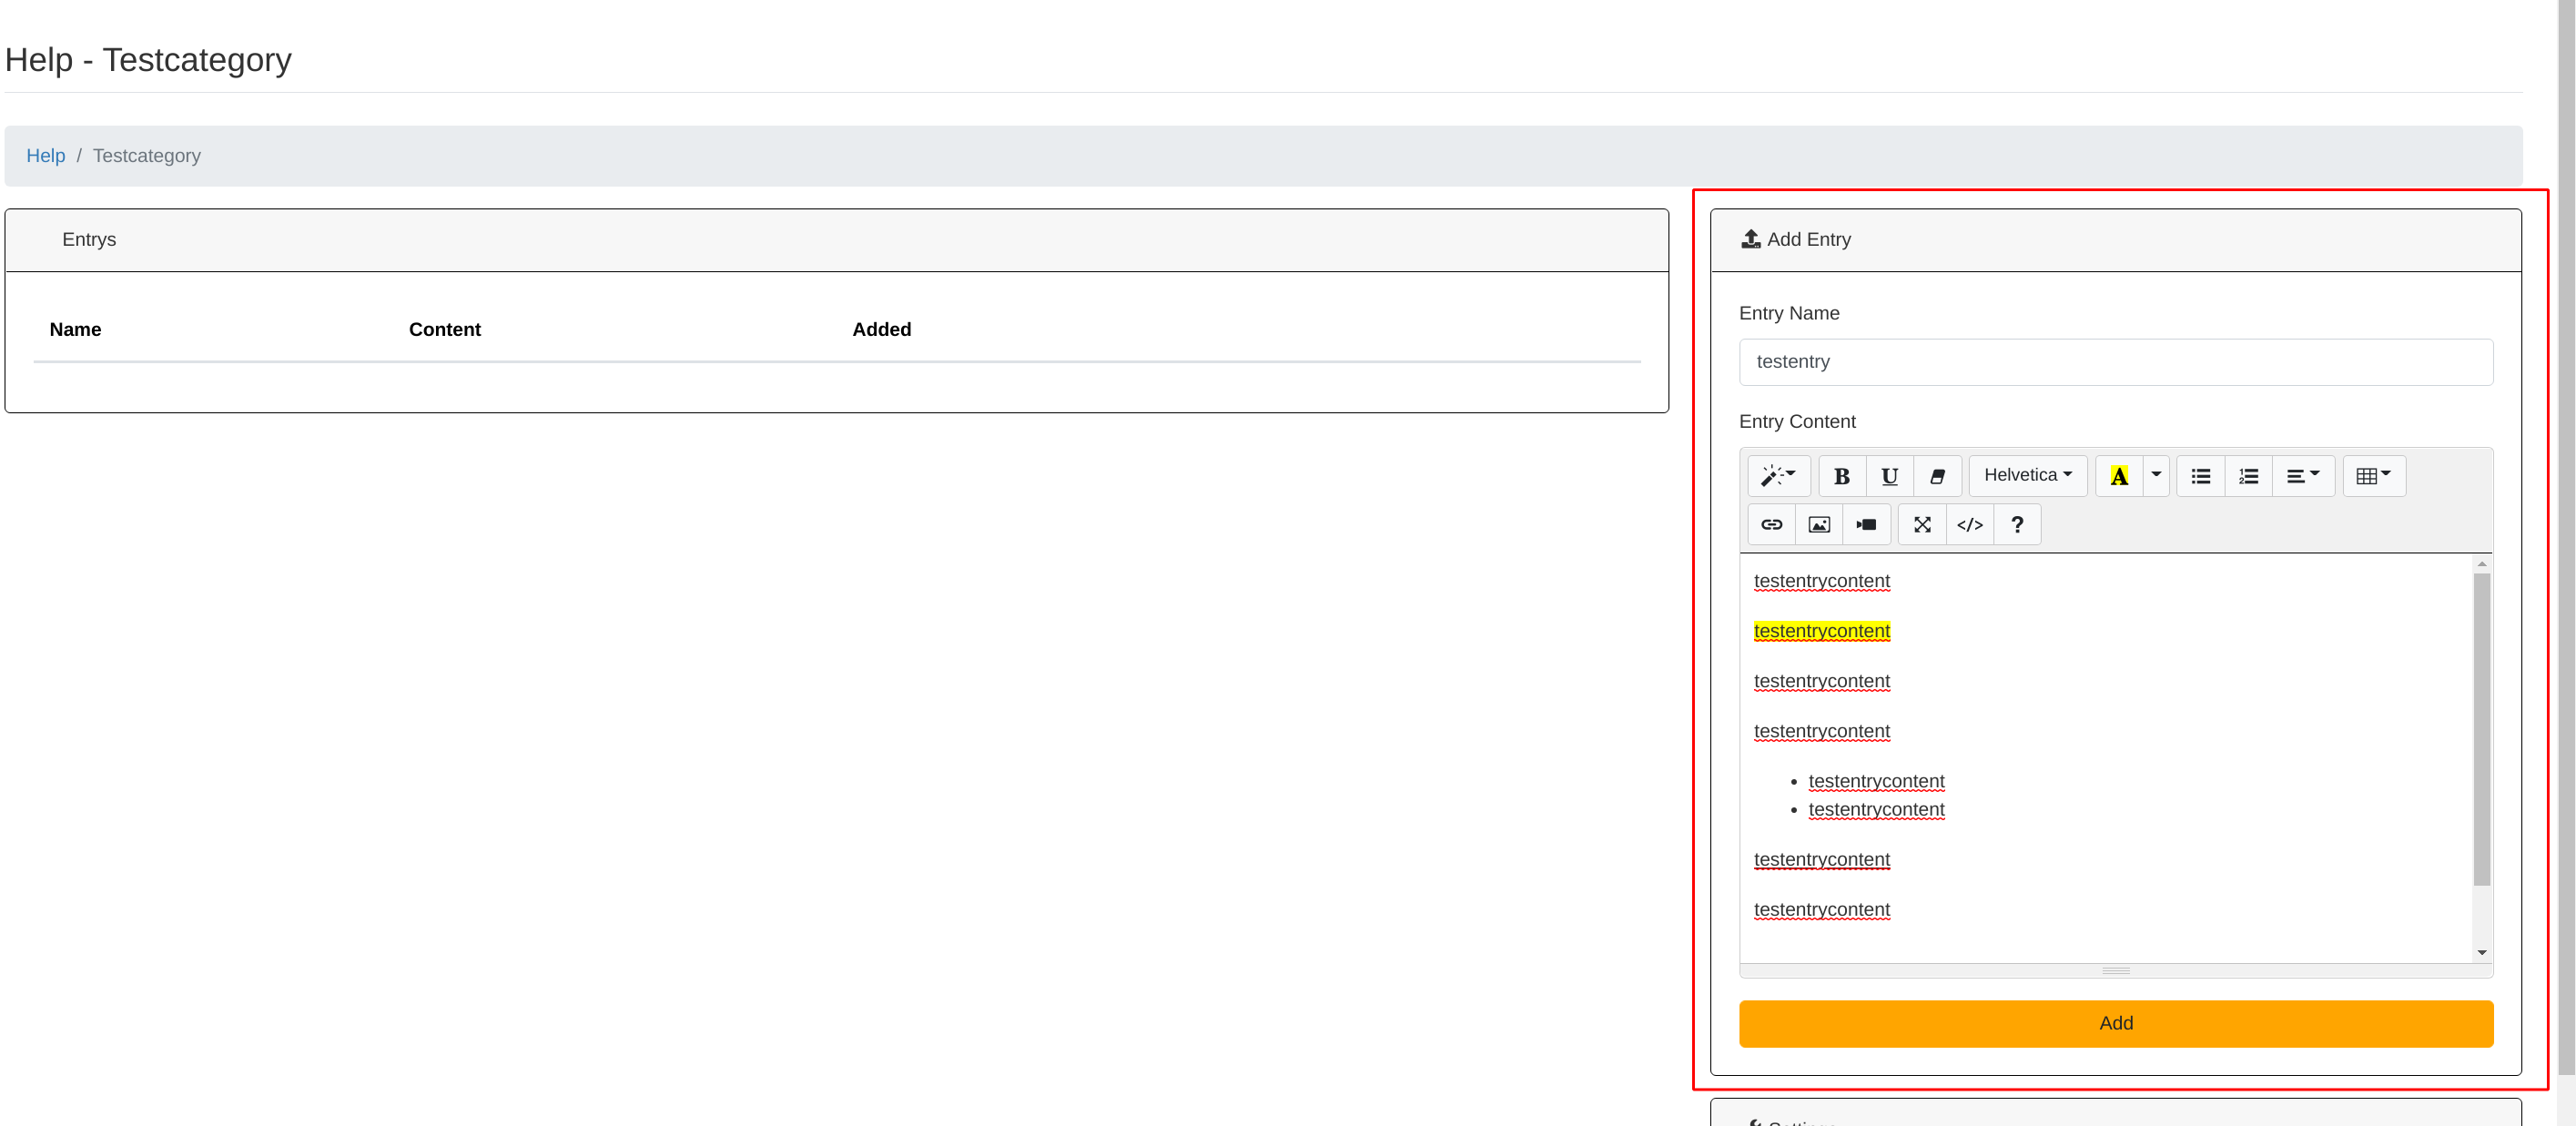 Help - Testcategory
Help / Testcategory
Entrys
Name Content Added
Add Entry
Entry Name
testentry
Entry Content
B U Helvetica A
</> ?
testentrycontent
testentrycontent
testentrycontent
testentrycontent
• testentrycontent
• testentrycontent
testentrycontent
testentrycontent
Add